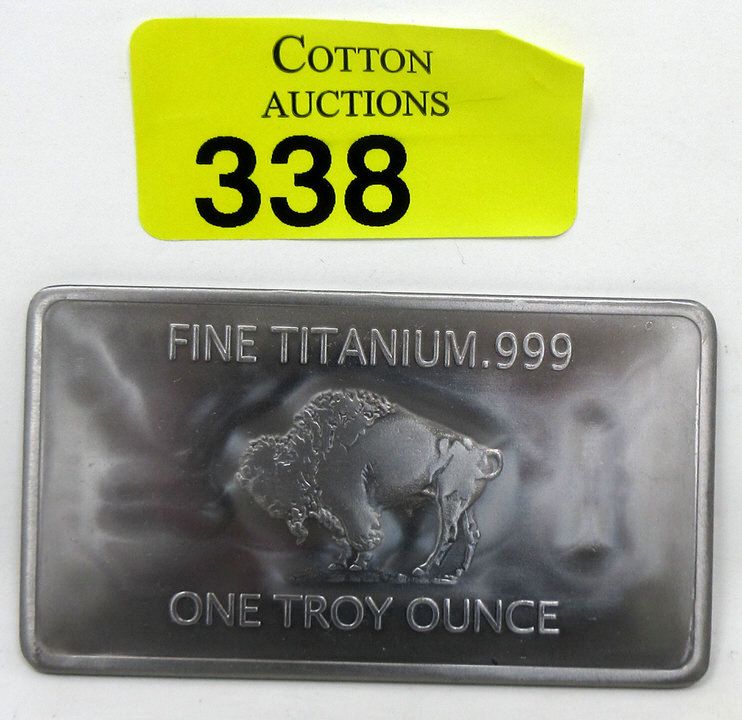 COTTON
AUCTIONS
338
FINE TITANIUM.999
ONE TROY OUNCE